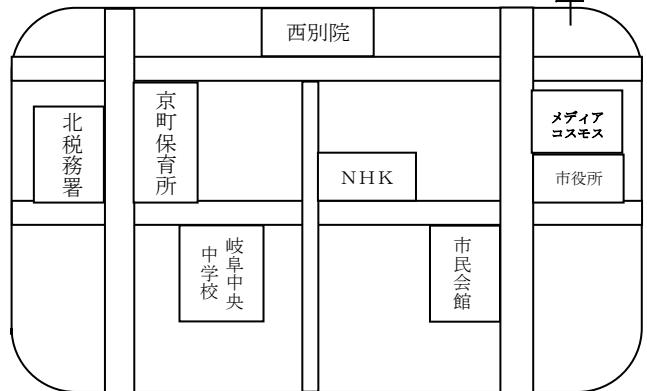 西別院
北税務署
京町保育所
NHK
メディア
コスモス
市役所
岐阜中央
中学校
市民会館